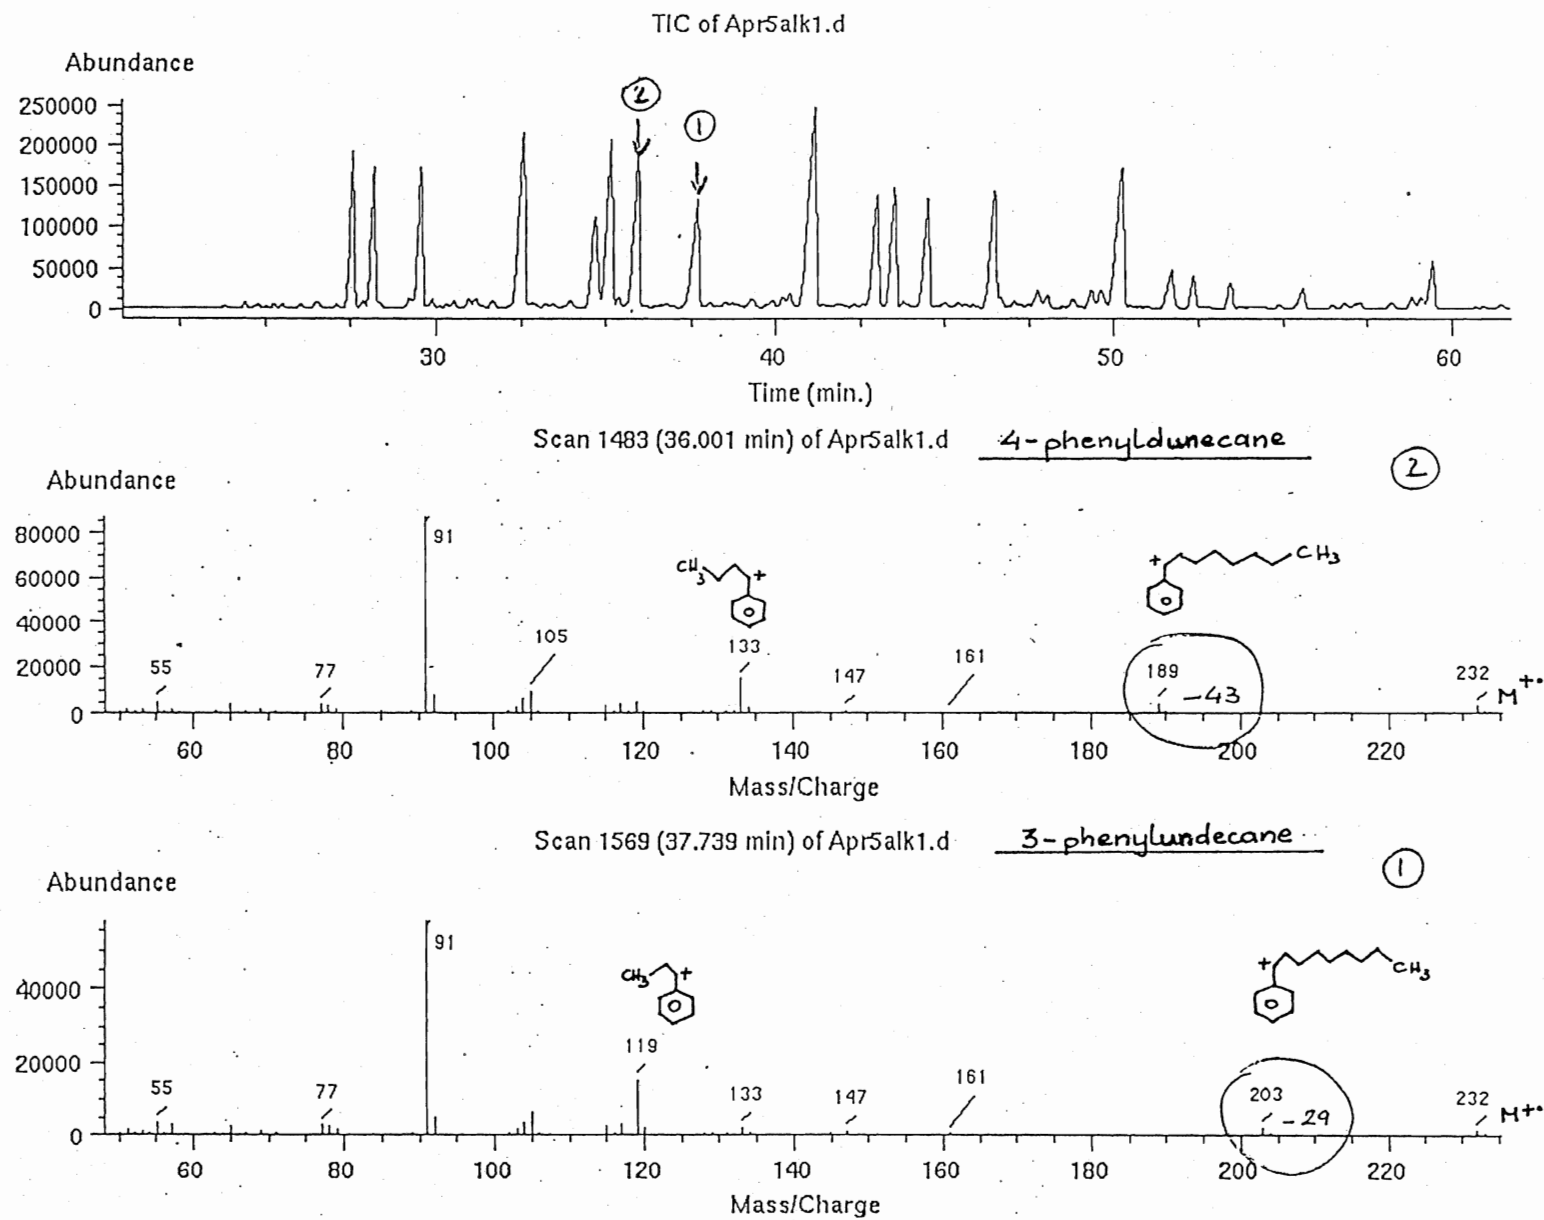 TIC of Apr5alk1.d
Abundance
250000
200000
150000
100000
50000
0
2
1
30 40 50 60
Time (min.)
Scan 1483 (36.001 min) of Apr5alk1.d 4-phenyldunecane
2
Abundance
80000
60000
40000
20000
0
91
CH3 +
+ CH3
55 77 105 133 147 161 189 -43 232 M+•
60 80 100 120 140 160 180 200 220
Mass/Charge
Scan 1569 (37.739 min) of Apr5alk1.d 3-phenylundecane
1
Abundance
40000
20000
0
91
CH3 +
+ CH3
55 77 119 133 147 161 203 -29 232 M+•
60 80 100 120 140 160 180 200 220
Mass/Charge